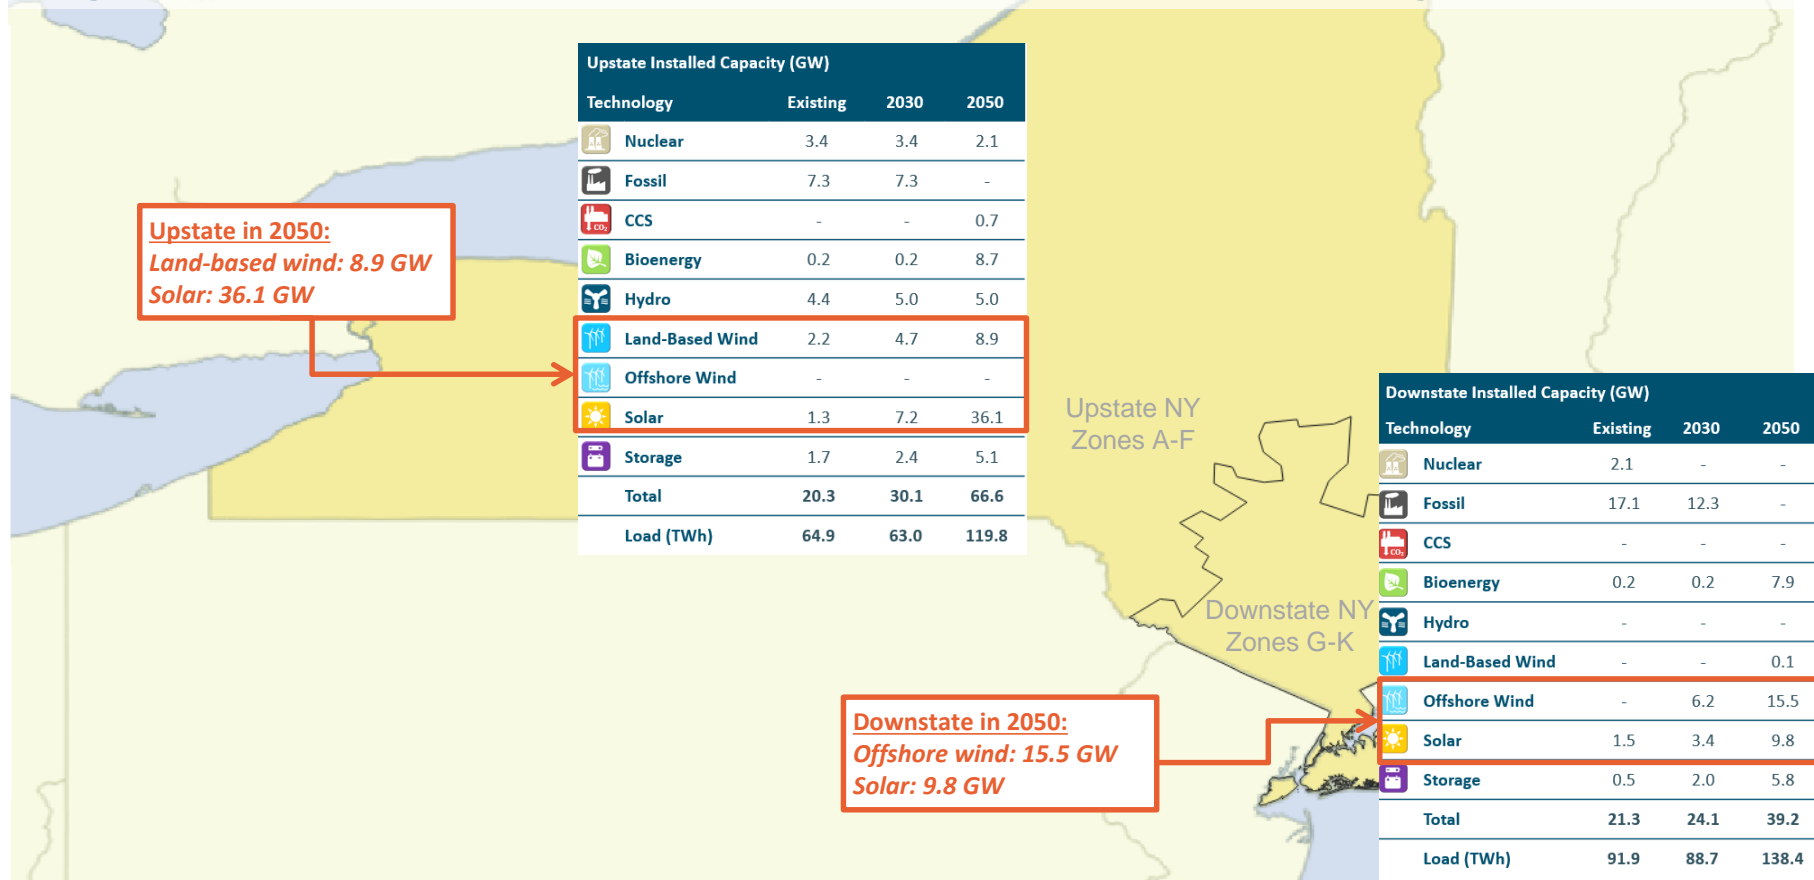 Upstate Installed Capacity (GW)
Technology Existing 2030 2050
Nuclear 3.4 3.4 2.1
Fossil 7.3 7.3 -
CO₂ CCS - - 0.7
Bioenergy 0.2 0.2 8.7
Hydro 4.4 5.0 5.0
Land-Based Wind 2.2 4.7 8.9
Offshore Wind - - -
Solar 1.3 7.2 36.1
Storage 1.7 2.4 5.1
Total 20.3 30.1 66.6
Load (TWh) 64.9 63.0 119.8
Upstate in 2050:
Land-based wind: 8.9 GW
Solar: 36.1 GW
Upstate NY
Zones A-F
Downstate NY
Zones G-K
Downstate Installed Capacity (GW)
Technology Existing 2030 2050
Nuclear 2.1 - -
Fossil 17.1 12.3 -
CO₂ CCS - - -
Bioenergy 0.2 0.2 7.9
Hydro - - -
Land-Based Wind - - 0.1
Offshore Wind - 6.2 15.5
Solar 1.5 3.4 9.8
Storage 0.5 2.0 5.8
Total 21.3 24.1 39.2
Load (TWh) 91.9 88.7 138.4
Downstate in 2050:
Offshore wind: 15.5 GW
Solar: 9.8 GW